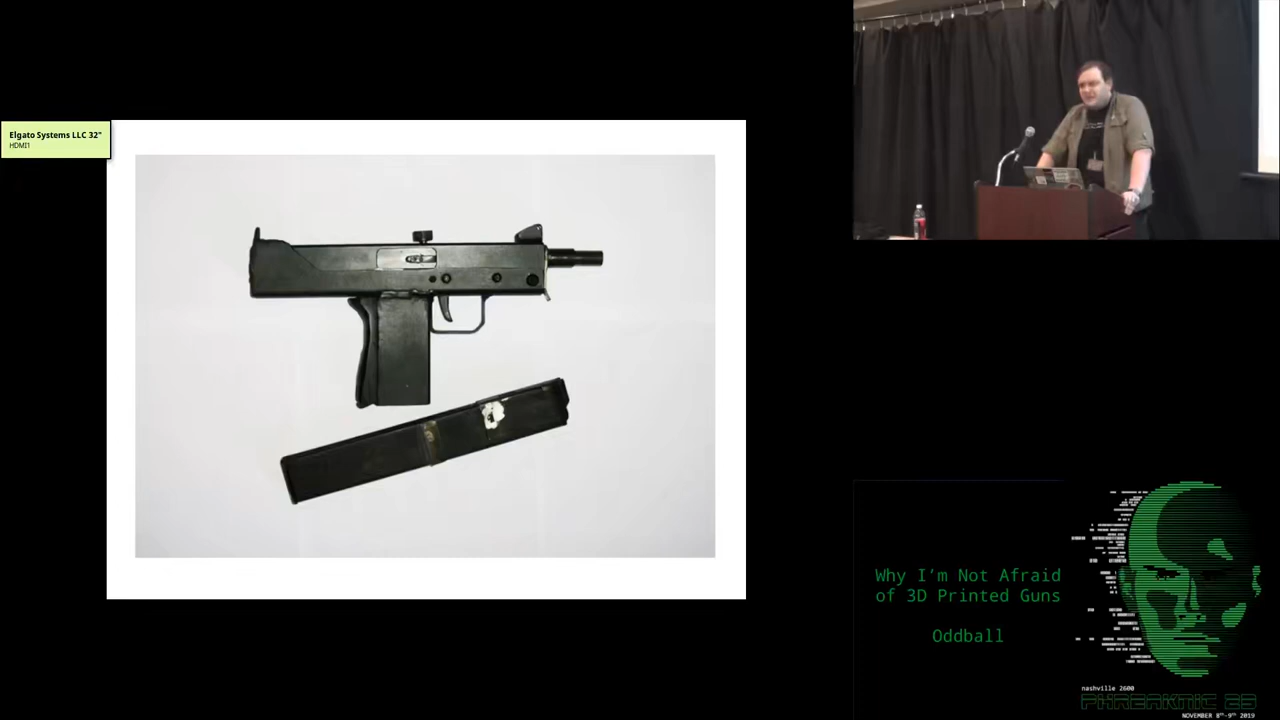 Elgato Systems LLC 32"
HDMI1
Why I'm Not Afraid
of 3D Printed Guns
Oddball
nashville 2600
PHREAKNIC 23
NOVEMBER 8TH-9TH 2019